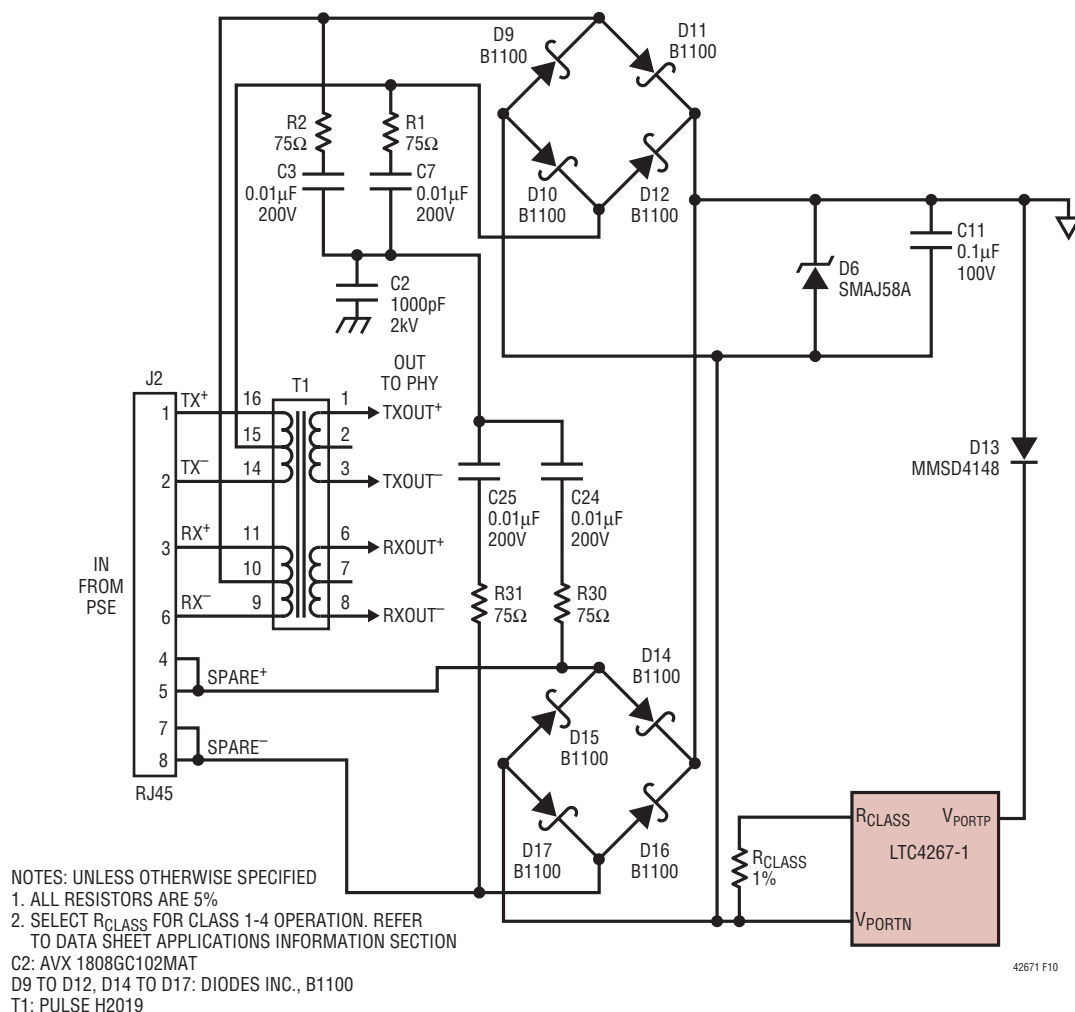 D9
B1100
D11
B1100
R2
75Ω
R1
75Ω
C3
0.01µF
200V
C7
0.01µF
200V
D10
B1100
D12
B1100
C2
1000pF
2kV
D6
SMAJ58A
C11
0.1µF
100V
J2
T1
OUT
TO PHY
1
TX+
16
1
TXOUT+
15
2
2
TX−
14
3
TXOUT−
D13
MMSD4148
C25
0.01µF
200V
C24
0.01µF
200V
3
RX+
11
6
RXOUT+
IN
FROM
PSE
10
7
6
RX−
9
8
RXOUT−
R31
75Ω
R30
75Ω
4
5
SPARE+
7
8
SPARE−
RJ45
D14
B1100
D15
B1100
D17
B1100
D16
B1100
RCLASS
1%
RCLASS
VPORTP
LTC4267-1
VPORTN
NOTES: UNLESS OTHERWISE SPECIFIED
1. ALL RESISTORS ARE 5%
2. SELECT RCLASS FOR CLASS 1-4 OPERATION. REFER
TO DATA SHEET APPLICATIONS INFORMATION SECTION
C2: AVX 1808GC102MAT
D9 TO D12, D14 TO D17: DIODES INC., B1100
T1: PULSE H2019
42671 F10